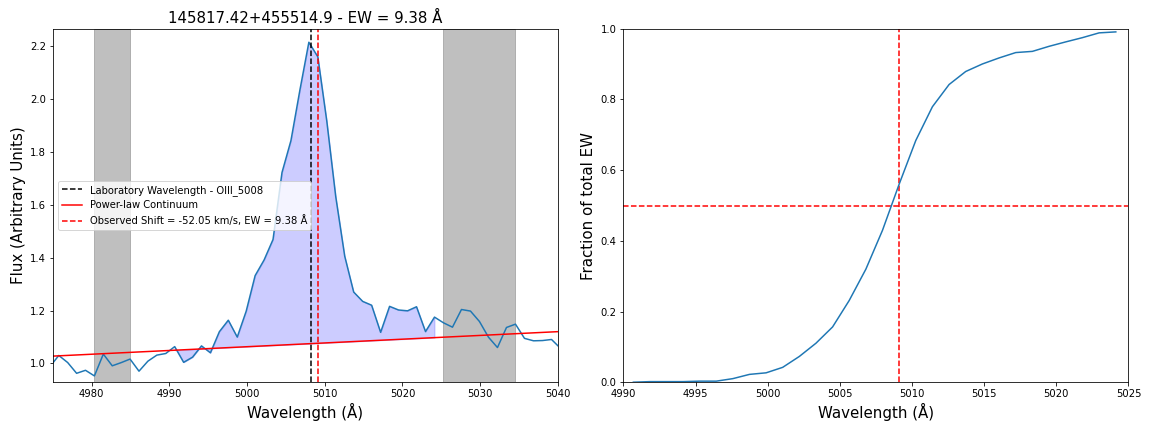 145817.42+455514.9 - EW = 9.38 Å
Flux (Arbitrary Units)
2.2
2.0
1.8
1.6
1.4
1.2
1.0
Laboratory Wavelength - OIII_5008
Power-law Continuum
Observed Shift = -52.05 km/s, EW = 9.38 Å
4980 4990 5000 5010 5020 5030 5040
Wavelength (Å)
Fraction of total EW
1.0
0.8
0.6
0.4
0.2
0.0
4990 4995 5000 5005 5010 5015 5020 5025
Wavelength (Å)